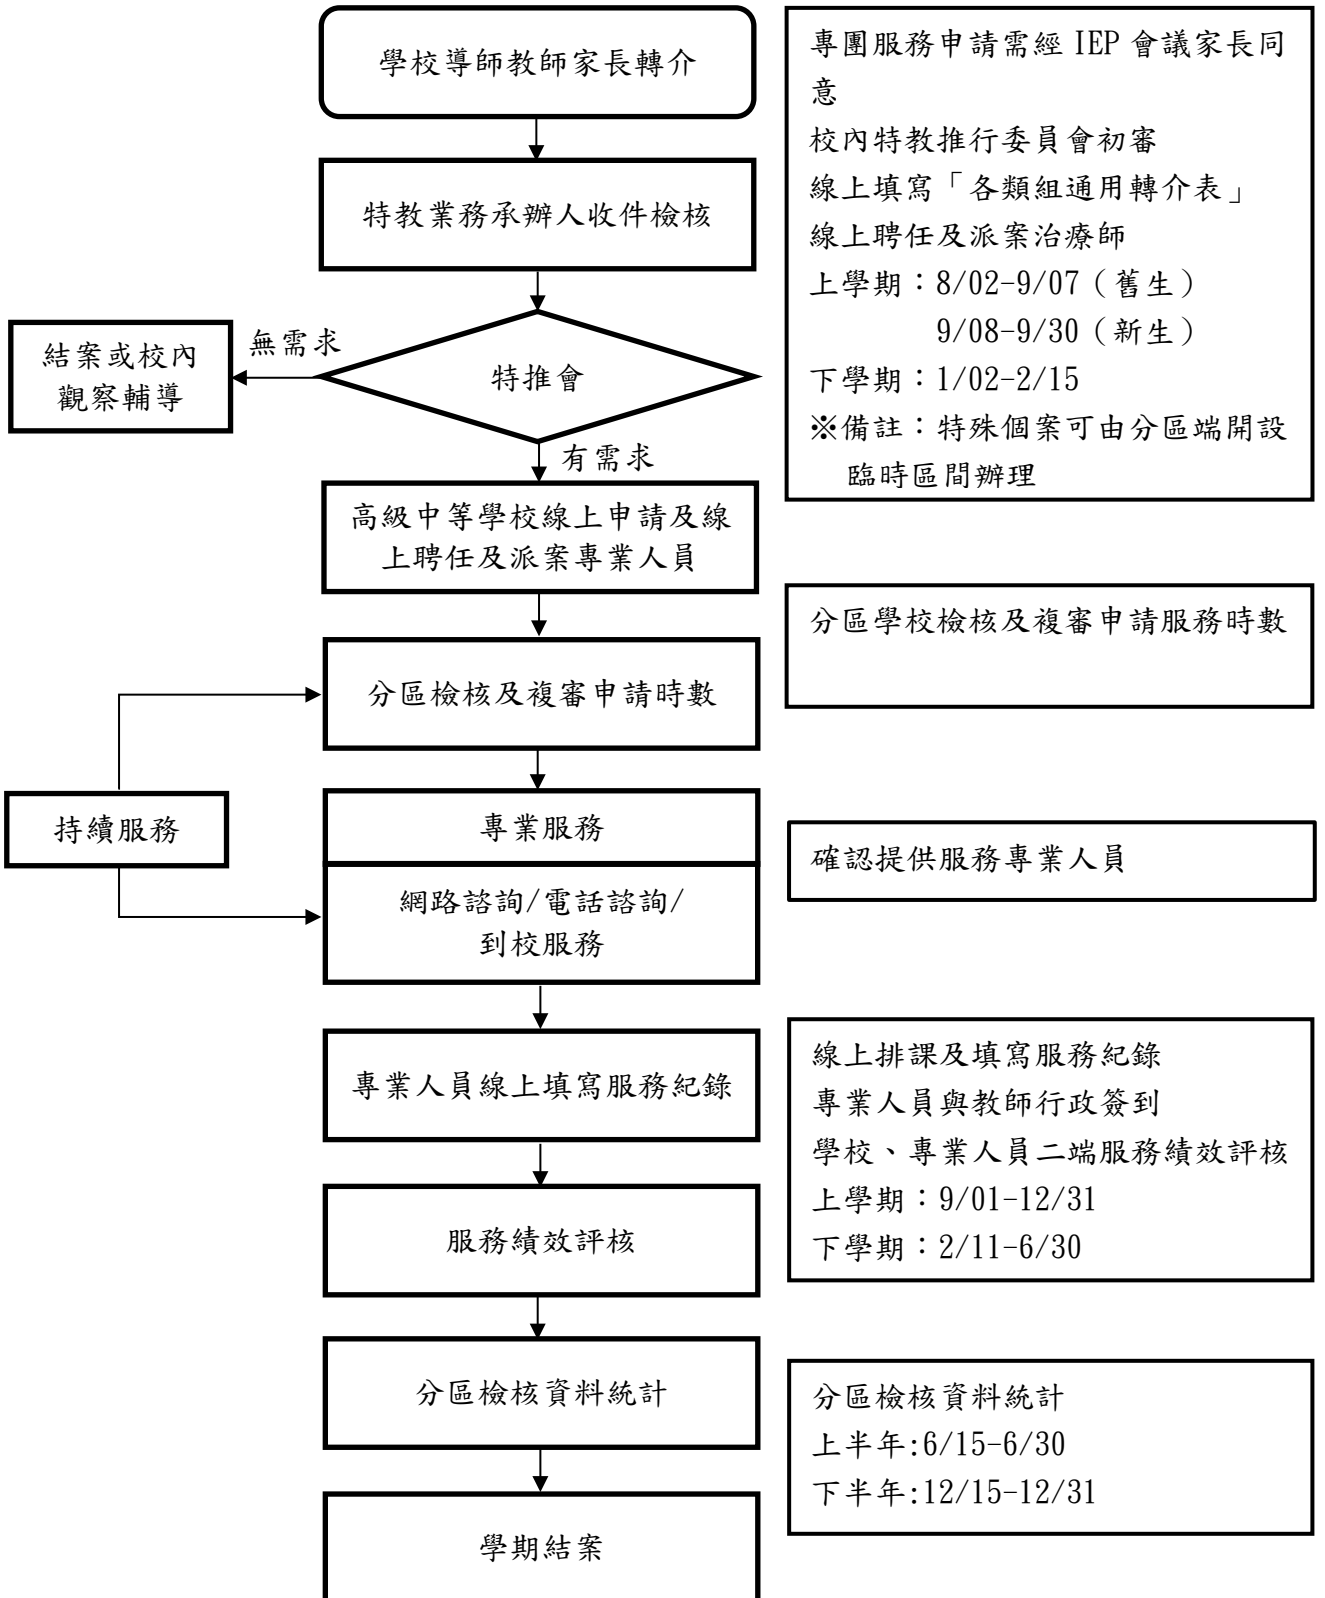 學校導師教師家長轉介
特教業務承辦人收件檢核
無需求
結案或校內
觀察輔導
特推會
有需求
高級中等學校線上申請及線
上聘任及派案專業人員
分區檢核及複審申請時數
持續服務
專業服務
網路諮詢/電話諮詢/
到校服務
專業人員線上填寫服務紀錄
服務績效評核
分區檢核資料統計
學期結案
專團服務申請需經 IEP 會議家長同
意
校內特教推行委員會初審
線上填寫「各類組通用轉介表」
線上聘任及派案治療師
上學期：8/02-9/07（舊生）
9/08-9/30（新生）
下學期：1/02-2/15
※備註：特殊個案可由分區端開設
臨時區間辦理
分區學校檢核及複審申請服務時數
確認提供服務專業人員
線上排課及填寫服務紀錄
專業人員與教師行政簽到
學校、專業人員二端服務績效評核
上學期：9/01-12/31
下學期：2/11-6/30
分區檢核資料統計
上半年:6/15-6/30
下半年:12/15-12/31